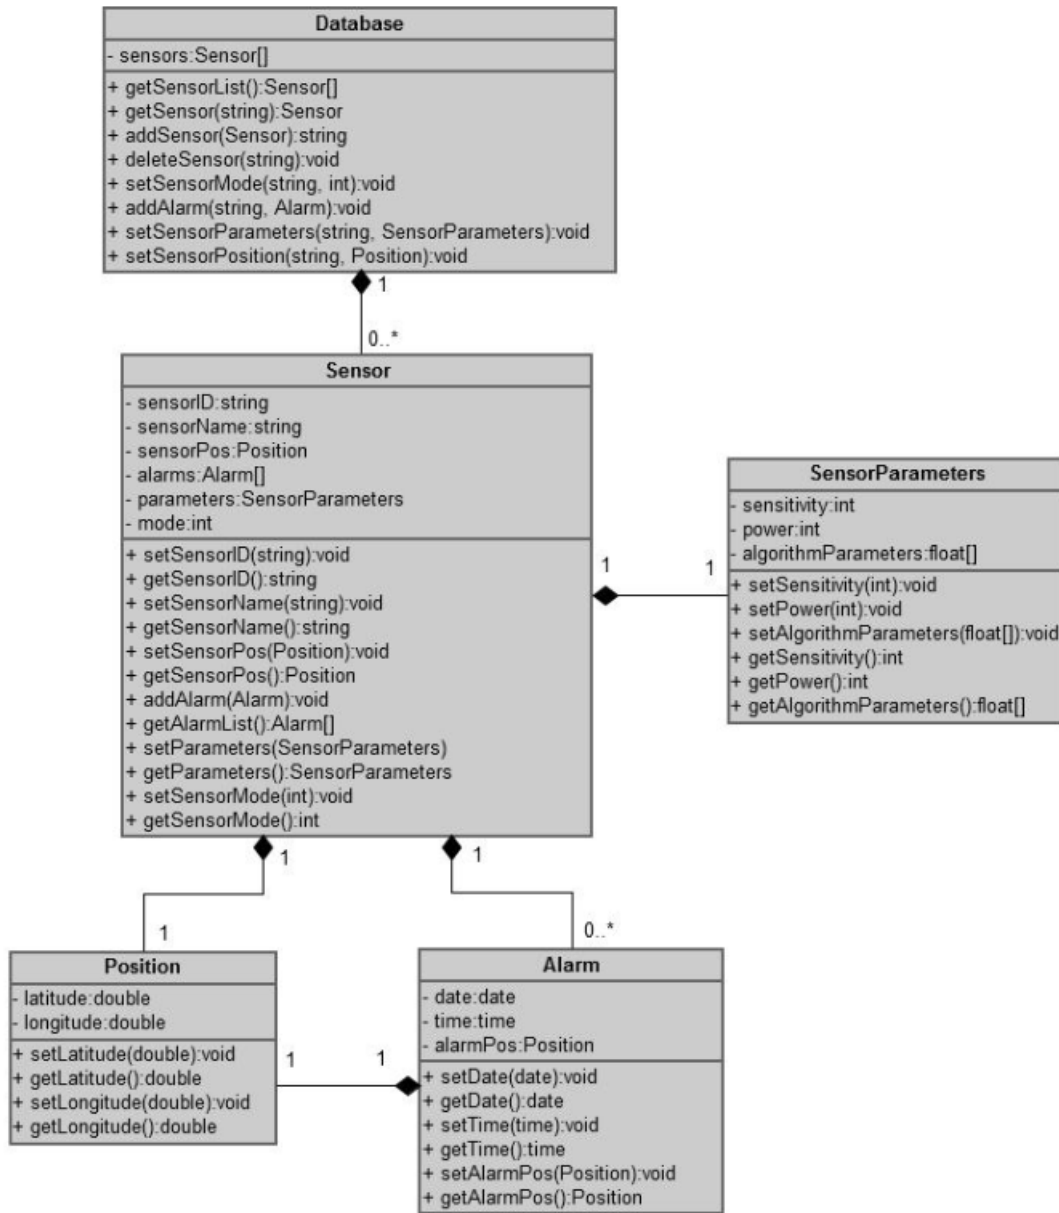 Database
- sensors:Sensor[]
+ getSensorList():Sensor[]
+ getSensor(string):Sensor
+ addSensor(Sensor):string
+ deleteSensor(string):void
+ setSensorMode(string, int):void
+ addAlarm(string, Alarm):void
+ setSensorParameters(string, SensorParameters):void
+ setSensorPosition(string, Position):void
1
0..*
Sensor
- sensorID:string
- sensorName:string
- sensorPos:Position
- alarms:Alarm[]
- parameters:SensorParameters
- mode:int
+ setSensorID(string):void
+ getSensorID():string
+ setSensorName(string):void
+ getSensorName():string
+ setSensorPos(Position):void
+ getSensorPos():Position
+ addAlarm(Alarm):void
+ getAlarmList():Alarm[]
+ setParameters(SensorParameters)
+ getParameters():SensorParameters
+ setSensorMode(int):void
+ getSensorMode():int
1
1
SensorParameters
- sensitivity:int
- power:int
- algorithmParameters:float[]
+ setSensitivity(int):void
+ setPower(int):void
+ setAlgorithmParameters(float[]):void
+ getSensitivity():int
+ getPower():int
+ getAlgorithmParameters():float[]
1
1
1
0..*
Position
- latitude:double
- longitude:double
+ setLatitude(double):void
+ getLatitude():double
+ setLongitude(double):void
+ getLongitude():double
1
1
Alarm
- date:date
- time:time
- alarmPos:Position
+ setDate(date):void
+ getDate():date
+ setTime(time):void
+ getTime():time
+ setAlarmPos(Position):void
+ getAlarmPos():Position